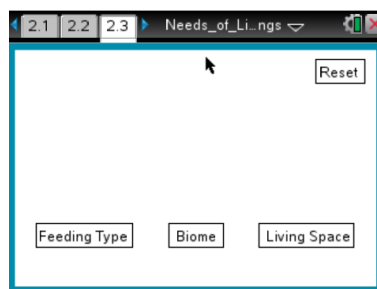 2.1 2.2 2.3 Needs_of_Li…ngs
Reset
Feeding Type Biome Living Space